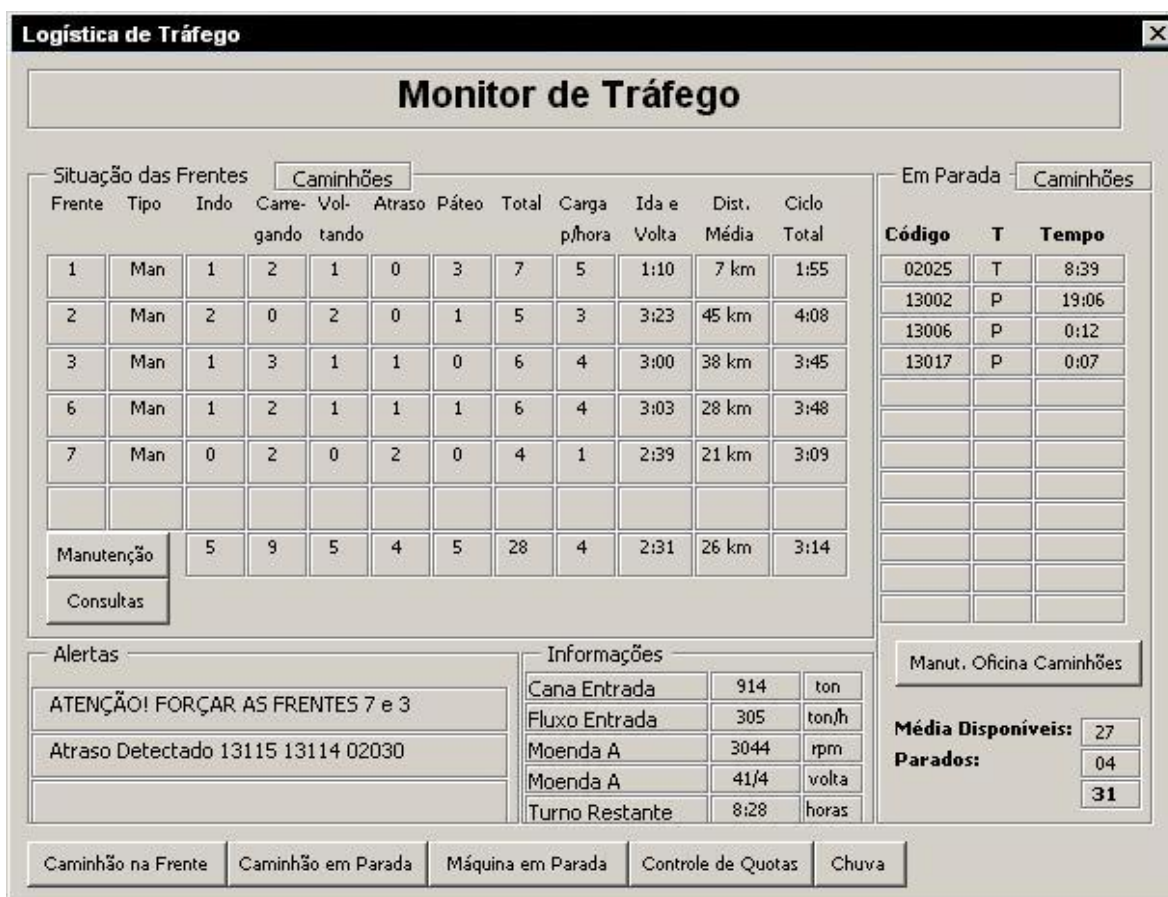 Logística de Tráfego
Monitor de Tráfego
Situação das Frentes Caminhões
Frente Tipo Indo Carre- Vol- Atraso Páteo Total Carga Ida e Dist. Ciclo
gando tando p/hora Volta Média Total
1 Man 1 2 1 0 3 7 5 1:10 7 km 1:55
2 Man 2 0 2 0 1 5 3 3:23 45 km 4:08
3 Man 1 3 1 1 0 6 4 3:00 38 km 3:45
6 Man 1 2 1 1 1 6 4 3:03 28 km 3:48
7 Man 0 2 0 2 0 4 1 2:39 21 km 3:09
Manutenção 5 9 5 4 5 28 4 2:31 26 km 3:14
Consultas
Em Parada Caminhões
Código T Tempo
02025 T 8:39
13002 P 19:06
13006 P 0:12
13017 P 0:07
Manut. Oficina Caminhões
Média Disponíveis: 27
Parados: 04
31
Alertas
ATENÇÃO! FORÇAR AS FRENTES 7 e 3
Atraso Detectado 13115 13114 02030
Informações
Cana Entrada 914 ton
Fluxo Entrada 305 ton/h
Moenda A 3044 rpm
Moenda A 41/4 volta
Turno Restante 8:28 horas
Caminhão na Frente Caminhão em Parada Máquina em Parada Controle de Quotas Chuva